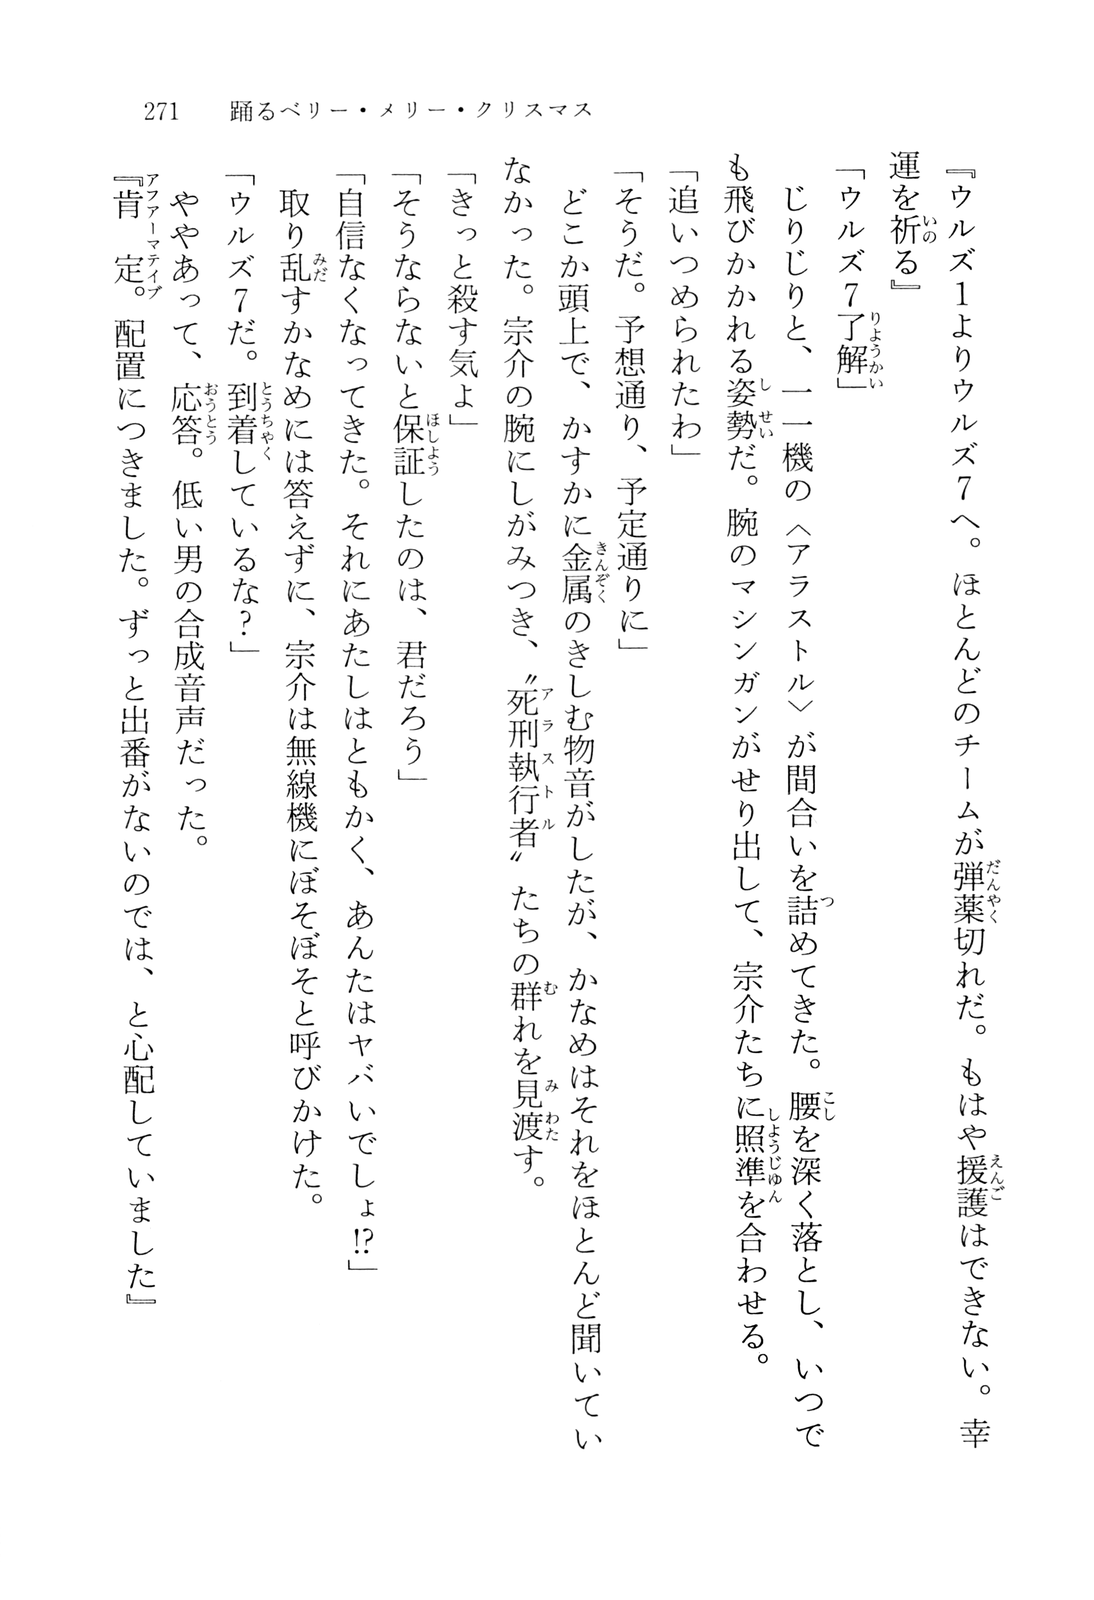 271　踊るベリー・メリー・クリスマス
『ウルズ1よりウルズ7へ。ほとんどのチームが弾薬切れだ。もはや援護はできない。幸
運を祈る』
「ウルズ7了解」
　じりじりと、一一機の〈アラストル〉が間合いを詰めてきた。腰を深く落とし、いつで
も飛びかかれる姿勢だ。腕のマシンガンがせり出して、宗介たちに照準を合わせる。
「追いつめられたわ」
「そうだ。予想通り、予定通りに」
　どこか頭上で、かすかに金属のきしむ物音がしたが、かなめはそれをほとんど聞いてい
なかった。宗介の腕にしがみつき、〝死刑執行者〟たちの群れを見渡す。
「きっと殺す気よ」
「そうならないと保証したのは、君だろう」
「自信なくなってきた。それにあたしはともかく、あんたはヤバいでしょ!?」
　取り乱すかなめには答えずに、宗介は無線機にぼそぼそと呼びかけた。
「ウルズ7だ。到着しているな?」
　ややあって、応答。低い男の合成音声だった。
『肯定。配置につきました。ずっと出番がないのでは、と心配していました』